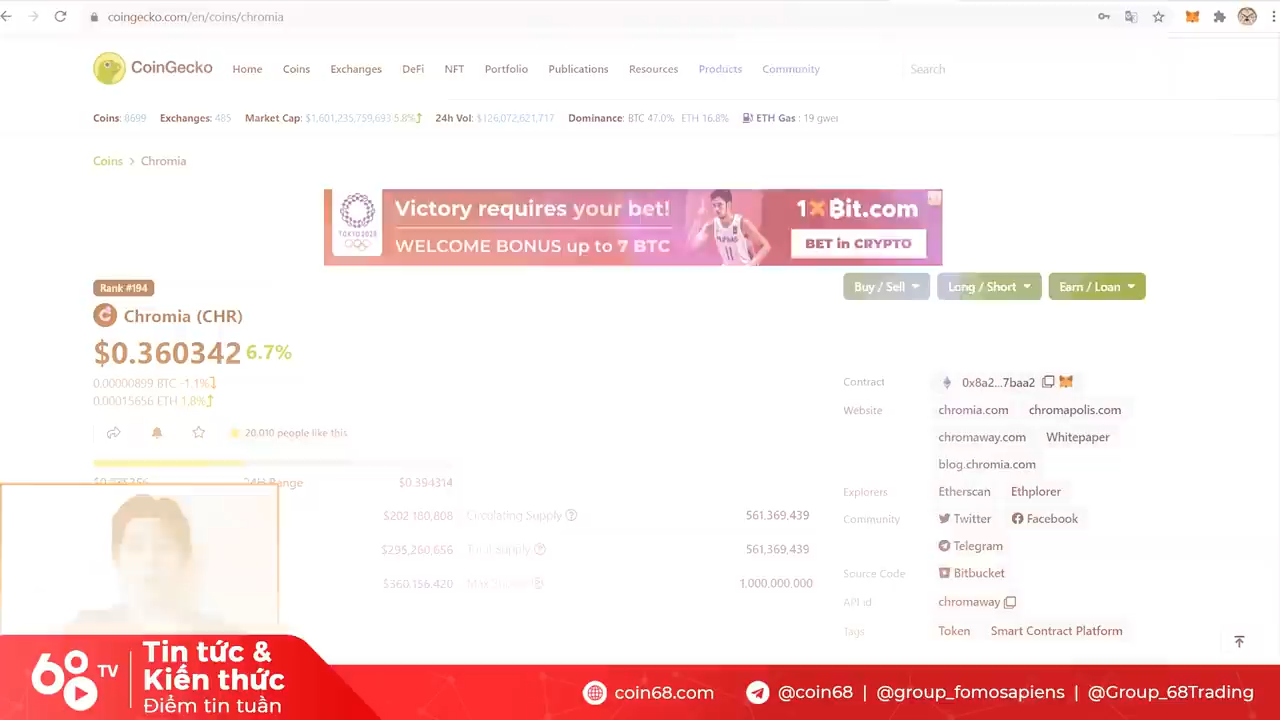 coingecko.com/en/coins/chromia
CoinGecko Home Coins Exchanges DeFi NFT Portfolio Publications Resources Products Community Search
Coins: 8699 Exchanges: 485 Market Cap: $1,601,235,759,693 5.8% 24h Vol: $126,072,621,717 Dominance: BTC 47.0% ETH 16.8% ETH Gas : 19 gwei
Coins > Chromia
TOKYO 2020
Victory requires your bet!
WELCOME BONUS up to 7 BTC
1XBit.com
BET in CRYPTO
Rank #194
Buy / Sell Long / Short Earn / Loan
Chromia (CHR)
$0.360342 6.7%
0.00000899 BTC -1.1%
0.00015656 ETH 1.8%
20,010 people like this
24H Range $0.394314
$202,180,808 Circulating Supply 561,369,439
$295,260,656 Total Supply 561,369,439
$360,156,420 Max Supply 1,000,000,000
Contract 0x8a2...7baa2
Website chromia.com chromapolis.com
chromaway.com Whitepaper
blog.chromia.com
Explorers Etherscan Ethplorer
Community Twitter Facebook
Telegram
Source Code Bitbucket
API id chromaway
Tags Token Smart Contract Platform
68 TV
Tin tức &
Kiến thức
Điểm tin tuần
coin68.com @coin68 | @group_fomosapiens | @Group_68Trading